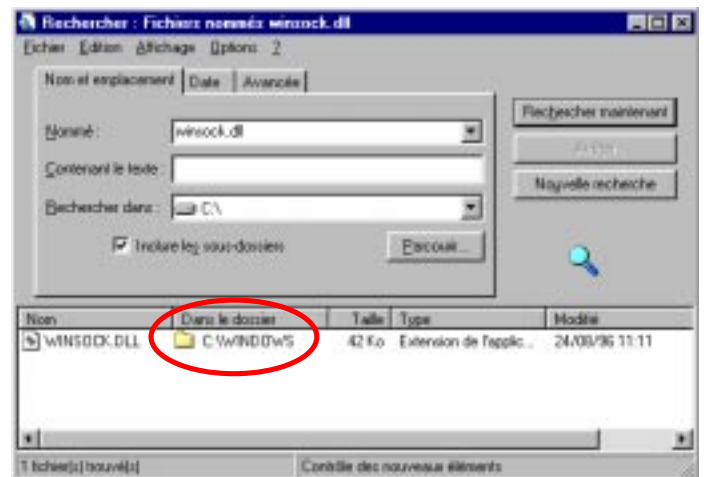 Rechercher : Fichiers nommés winsock.dll
Fichier Edition Affichage Options ?
Nom et emplacement Date Avancée
Nommé : winsock.dll
Contenant le texte :
Rechercher dans : C:\
Inclure les sous-dossiers
Parcourir...
Rechercher maintenant
Arrêter
Nouvelle recherche
Nom Dans le dossier Taille Type Modifié
WINSOCK.DLL C:\WINDOWS 42 Ko Extension de l'applic... 24/08/96 11:11
1 fichier(s) trouvé(s) Contrôle des nouveaux éléments